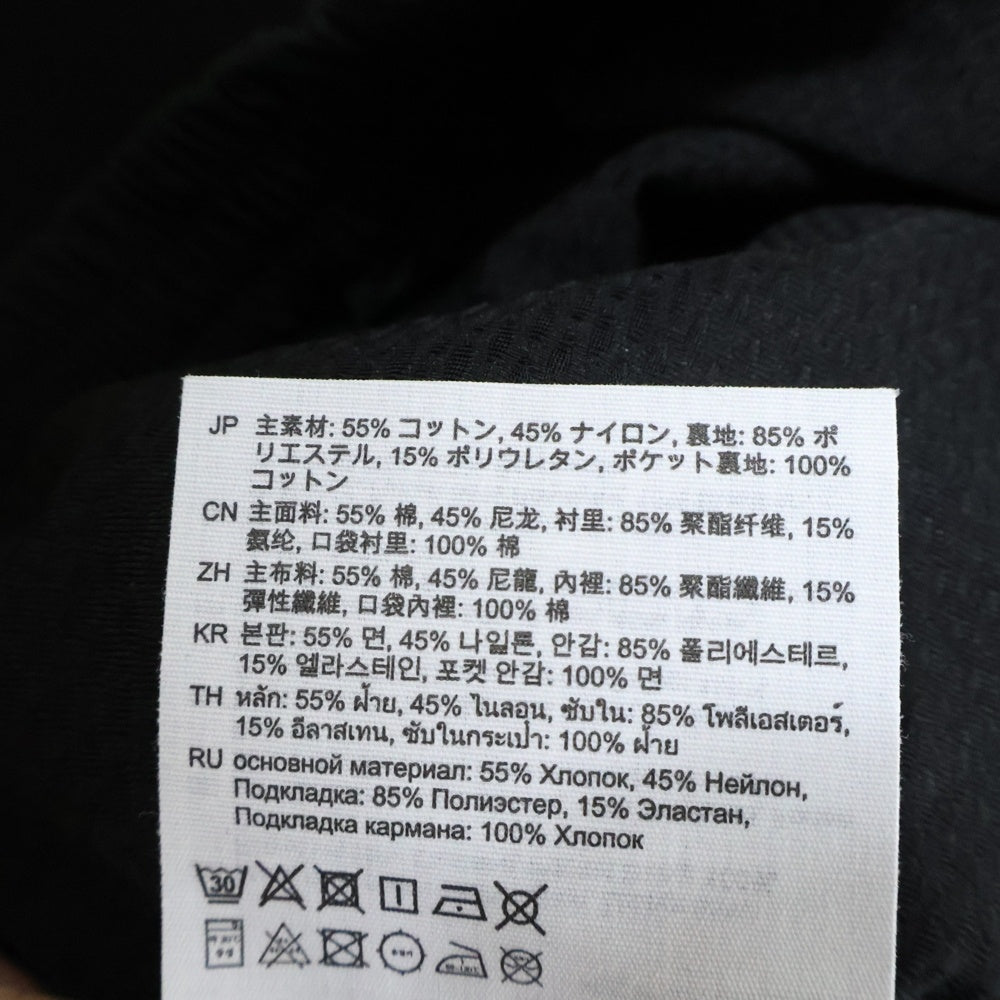 JP 主素材: 55% コットン, 45% ナイロン, 裏地: 85% ポ
リエステル, 15% ポリウレタン, ポケット裏地: 100%
コットン
CN 主面料: 55% 棉, 45% 尼龙, 衬里: 85% 聚酯纤维, 15%
氨纶, 口袋衬里: 100% 棉
ZH 主布料: 55% 棉, 45% 尼龍, 內裡: 85% 聚酯纖維, 15%
彈性纖維, 口袋內裡: 100% 棉
KR 본판: 55% 면, 45% 나일론, 안감: 85% 폴리에스테르,
15% 엘라스테인, 포켓 안감: 100% 면
TH หลัก: 55% ฝ้าย, 45% ไนลอน, ซับใน: 85% โพลีเอสเตอร์,
15% อีลาสเทน, ซับในกระเป๋า: 100% ฝ้าย
RU основной материал: 55% Хлопок, 45% Нейлон,
Подкладка: 85% Полиэстер, 15% Эластан,
Подкладка кармана: 100% Хлопок
30